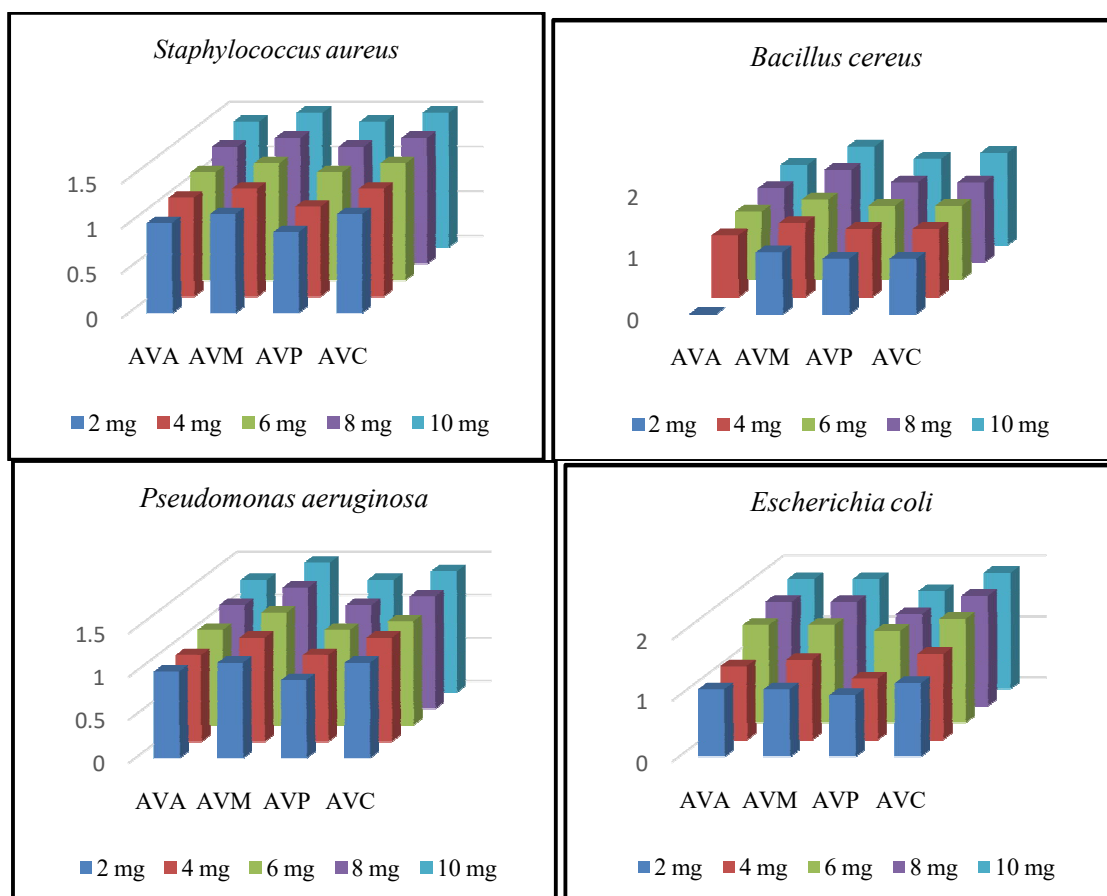 Staphylococcus aureus
1.5
1
0.5
0
AVA AVM AVP AVC
2 mg 4 mg 6 mg 8 mg 10 mg
Bacillus cereus
2
1
0
AVA AVM AVP AVC
2 mg 4 mg 6 mg 8 mg 10 mg
Pseudomonas aeruginosa
1.5
1
0.5
0
AVA AVM AVP AVC
2 mg 4 mg 6 mg 8 mg 10 mg
Escherichia coli
2
1
0
AVA AVM AVP AVC
2 mg 4 mg 6 mg 8 mg 10 mg